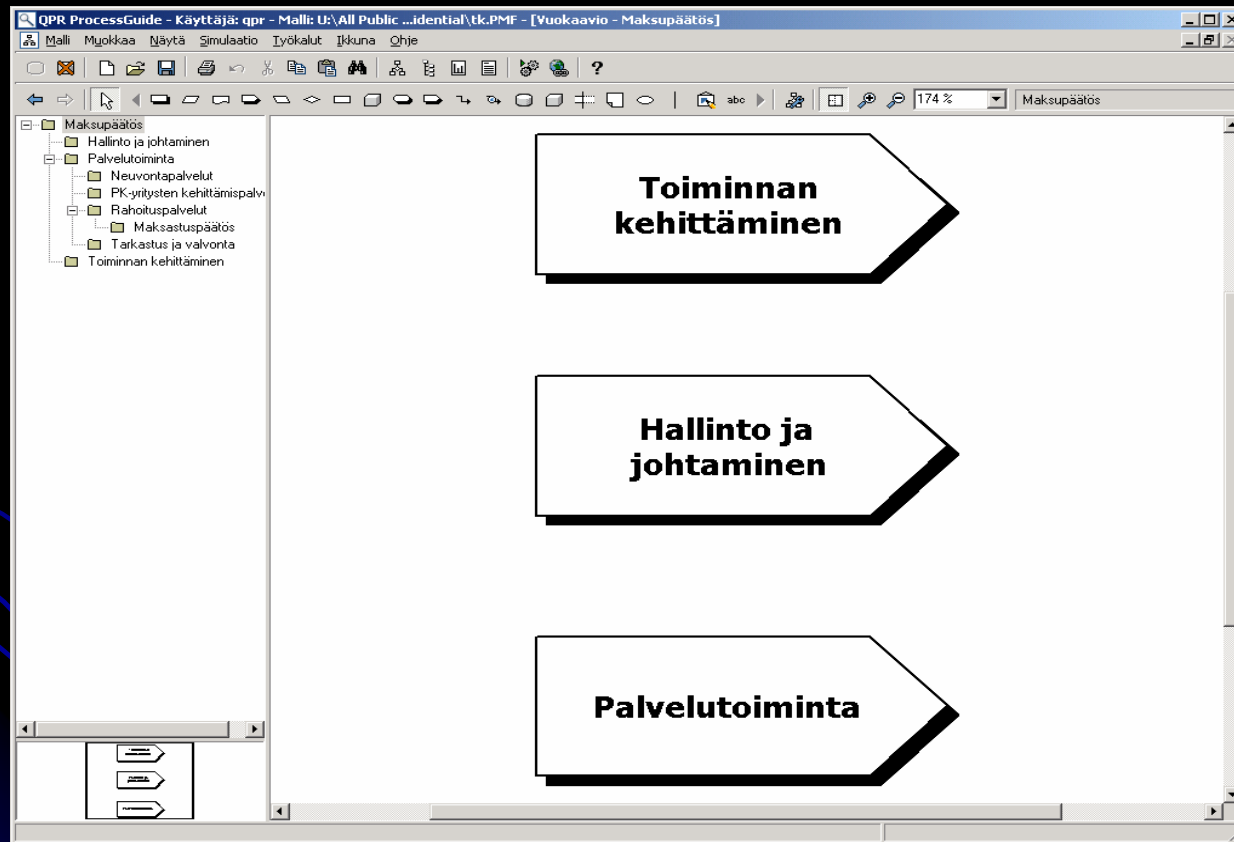 QPR ProcessGuide - Käyttäjä: qpr - Malli: U:\All Public ...idential\tk.PMF - [Vuokaavio - Maksupäätös]
Malli Muokkaa Näytä Simulaatio Työkalut Ikkuna Ohje
abc 174 % Maksupäätös
Maksupäätös
Hallinto ja johtaminen
Palvelutoiminta
Neuvontapalvelut
PK-yritysten kehittämispalv
Rahoituspalvelut
Maksastuspäätös
Tarkastus ja valvonta
Toiminnan kehittäminen
Toiminnan
kehittäminen
Hallinto ja
johtaminen
Palvelutoiminta